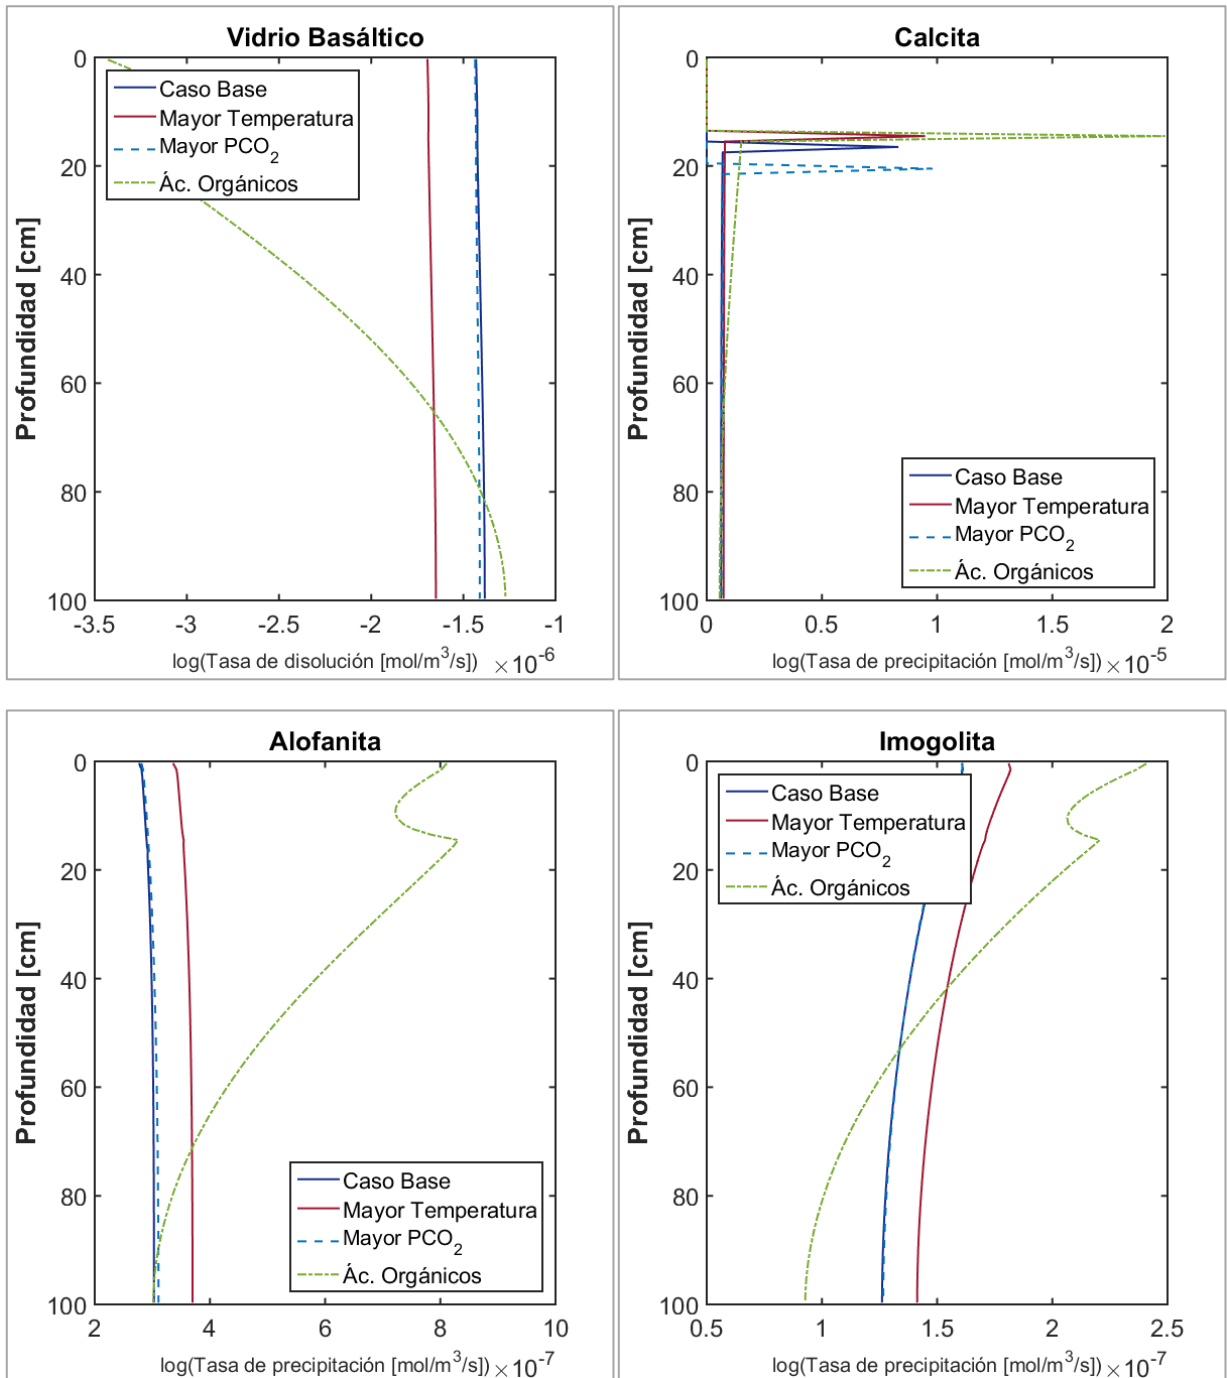 Vidrio Basáltico
0
20
40
60
80
100
Profundidad [cm]
Caso Base
Mayor Temperatura
Mayor PCO2
Ác. Orgánicos
-3.5 -3 -2.5 -2 -1.5 -1
log(Tasa de disolución [mol/m3/s]) ×10-6
Calcita
0
20
40
60
80
100
Profundidad [cm]
Caso Base
Mayor Temperatura
Mayor PCO2
Ác. Orgánicos
0 0.5 1 1.5 2
log(Tasa de precipitación [mol/m3/s]) ×10-5
Alofanita
0
20
40
60
80
100
Profundidad [cm]
Caso Base
Mayor Temperatura
Mayor PCO2
Ác. Orgánicos
2 4 6 8 10
log(Tasa de precipitación [mol/m3/s]) ×10-7
Imogolita
0
20
40
60
80
100
Profundidad [cm]
Caso Base
Mayor Temperatura
Mayor PCO2
Ác. Orgánicos
0.5 1 1.5 2 2.5
log(Tasa de precipitación [mol/m3/s]) ×10-7